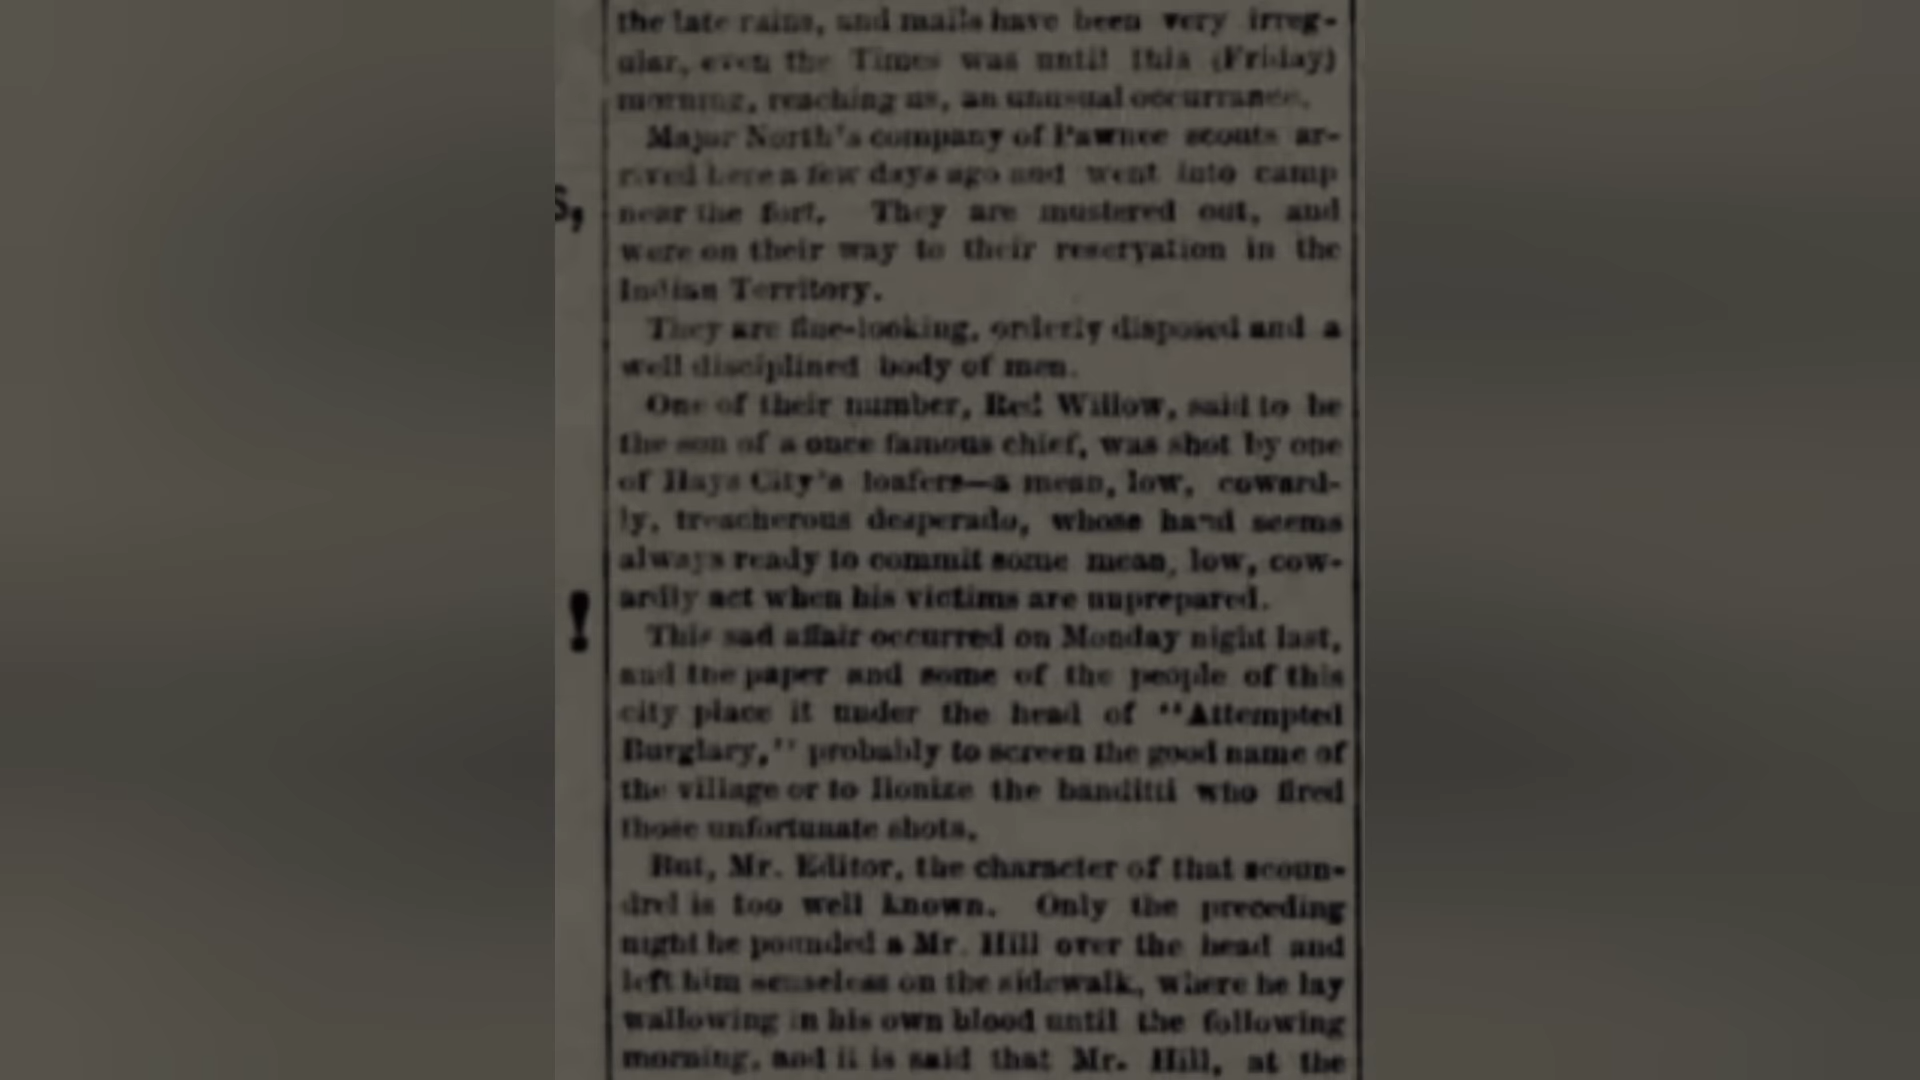 the late rains, and mails have been very irreg-
ular, even the Times was until this (Friday)
morning, reaching us, an unusual occurrance.
Major North's company of Pawnee scouts ar-
rived here a few days ago and went into camp
near the fort. They are mustered out, and
were on their way to their reservation in the
Indian Territory.
They are fine-looking, orderly disposed and a
well disciplined body of men.
One of their number, Red Willow, said to be
the son of a once famous chief, was shot by one
of Hays City's loafers—a mean, low, coward-
ly, treacherous desperado, whose hand seems
always ready to commit some mean, low, cow-
ardly act when his victims are unprepared.
This sad affair occurred on Monday night last,
and the paper and some of the people of this
city place it under the head of "Attempted
Burglary," probably to screen the good name of
the village or to lionize the banditti who fired
those unfortunate shots.
But, Mr. Editor, the character of that scoun-
drel is too well known. Only the preceding
night he pounded a Mr. Hill over the head and
left him senseless on the sidewalk, where he lay
wallowing in his own blood until the following
morning, and it is said that Mr. Hill, at the
s,
!